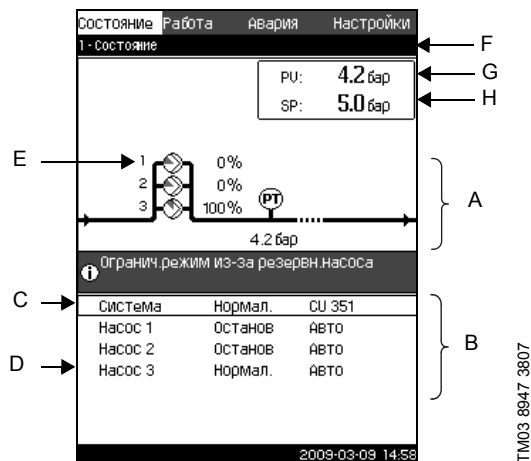 Состояние Работа Авария Настройки
1 - Состояние
F
PV: 4.2 бар
G
SP: 5.0 бар
H
E
1 0%
2 0%
3 100%
PT
A
4.2 бар
Огранич.режим из-за резервн.насоса
C
Система Нормал. CU 351
Насос 1 Останов Авто
Насос 2 Останов Авто
B
D
Насос 3 Нормал. Авто
2009-03-09 14:58
TM03 8947 3807